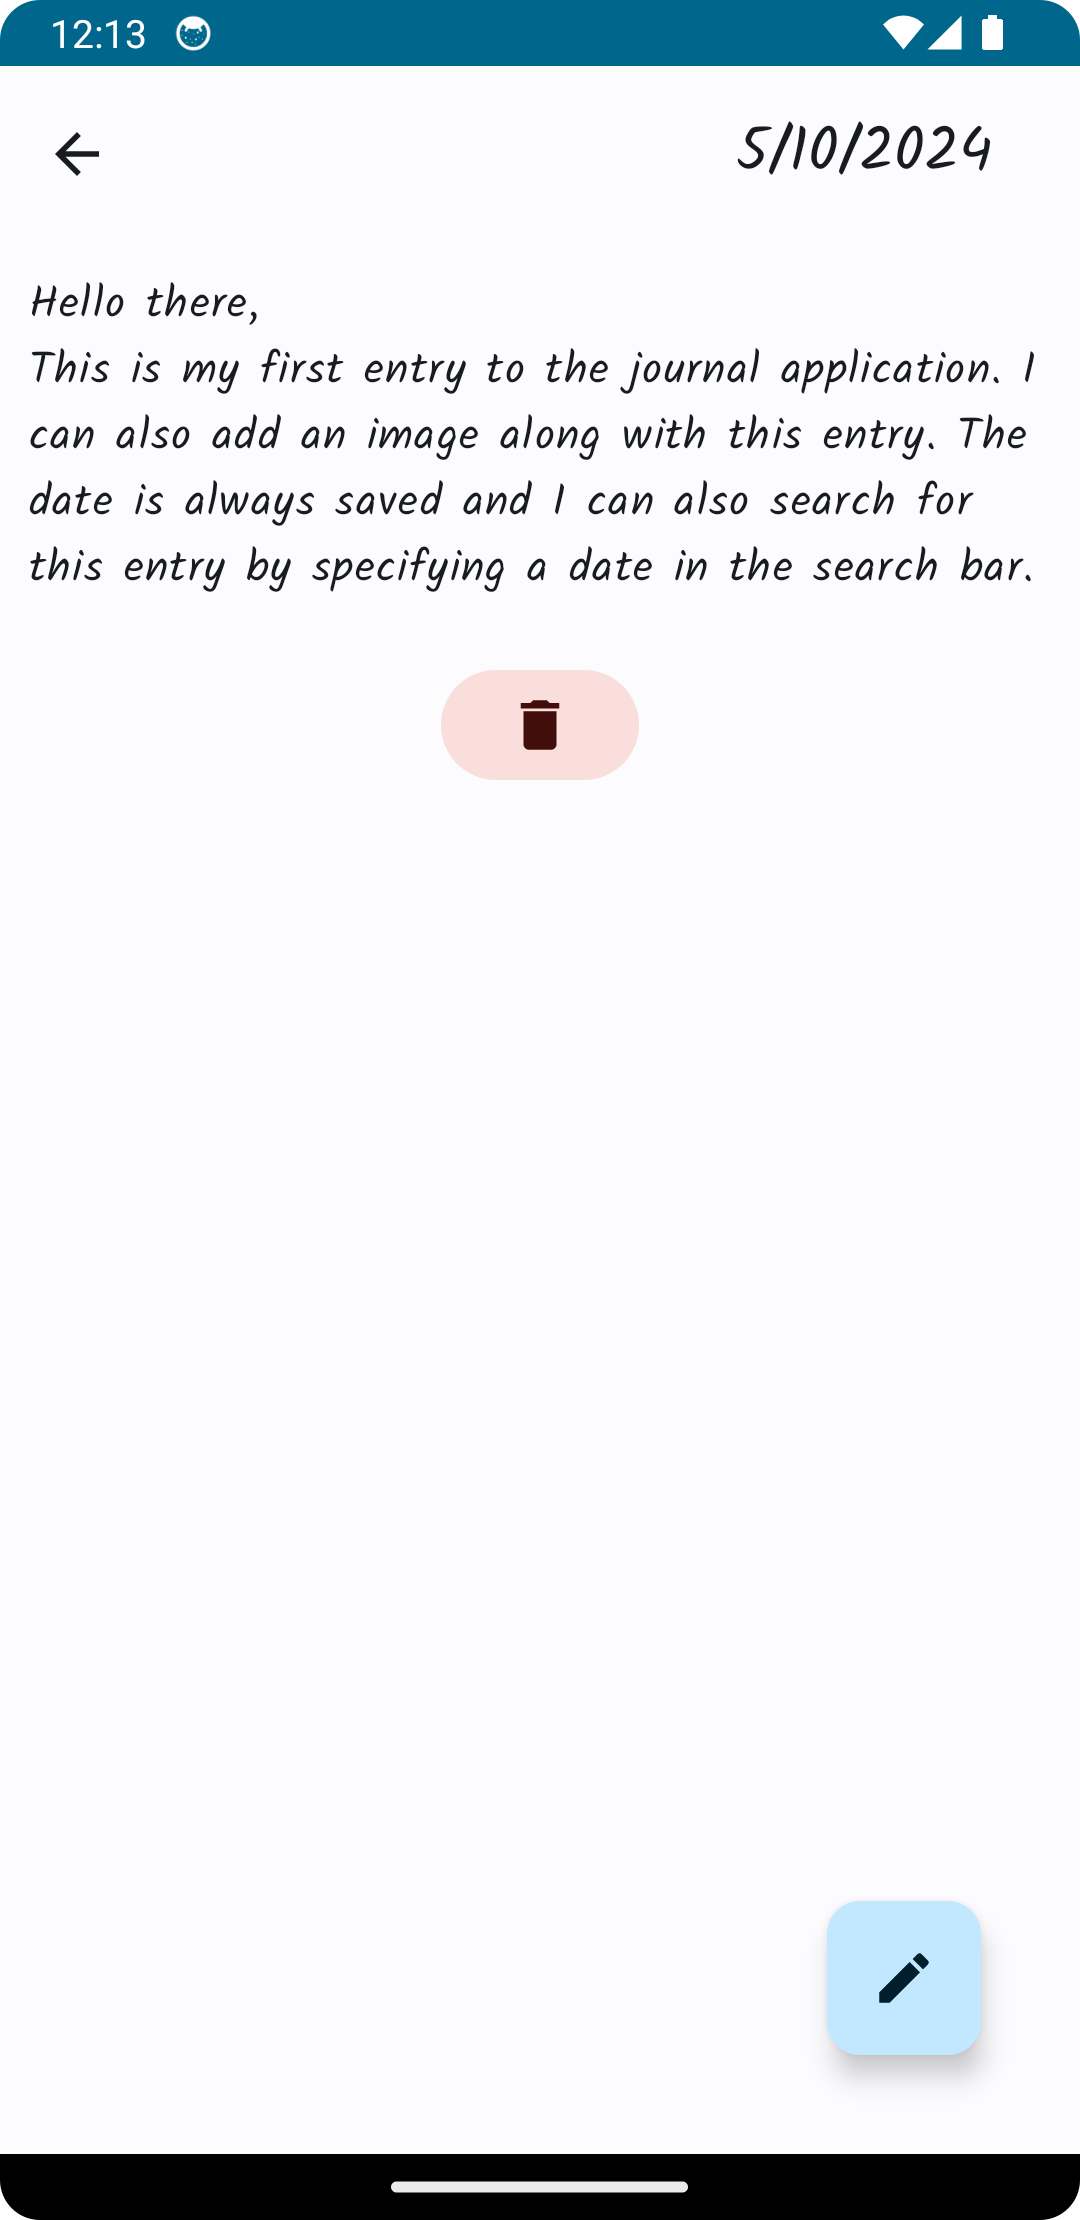 12:13
5/10/2024
Hello there,
This is my first entry to the journal application. I
can also add an image along with this entry. The
date is always saved and I can also search for
this entry by specifying a date in the search bar.